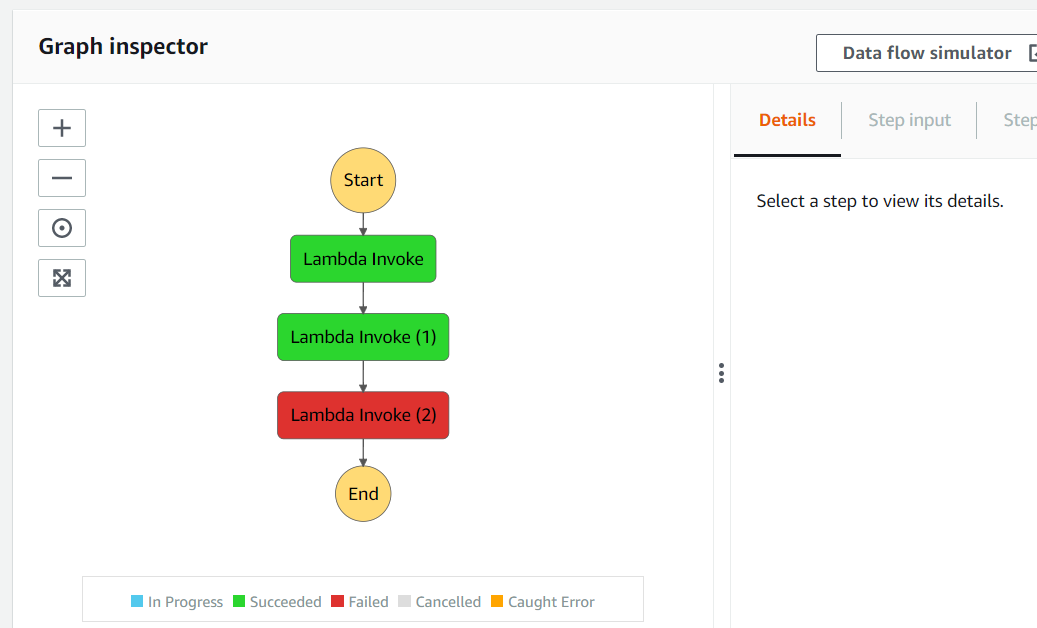 Graph inspector
Data flow simulator
Details
Step input
Step
Select a step to view its details.
Start
Lambda Invoke
Lambda Invoke (1)
Lambda Invoke (2)
End
In Progress Succeeded Failed Cancelled Caught Error